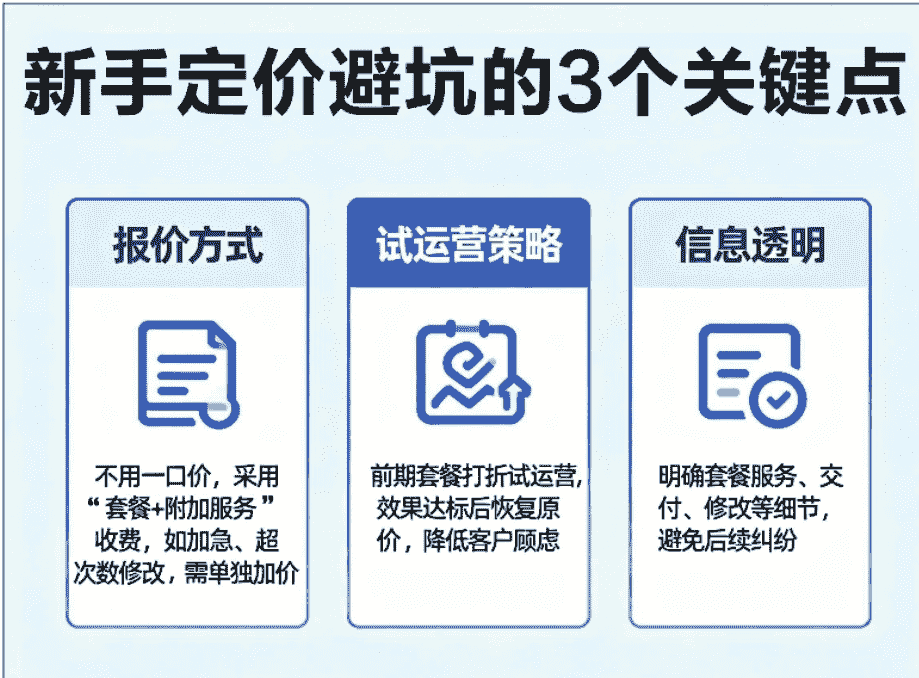 新手定价避坑的3个关键点
报价方式
不用一口价，采用
“套餐+附加服务”
收费，如加急、超
次数修改，需单独加价
试运营策略
前期套餐打折试运营，
效果达标后恢复原
价，降低客户顾虑
信息透明
明确套餐服务、交
付、修改等细节，
避免后续纠纷